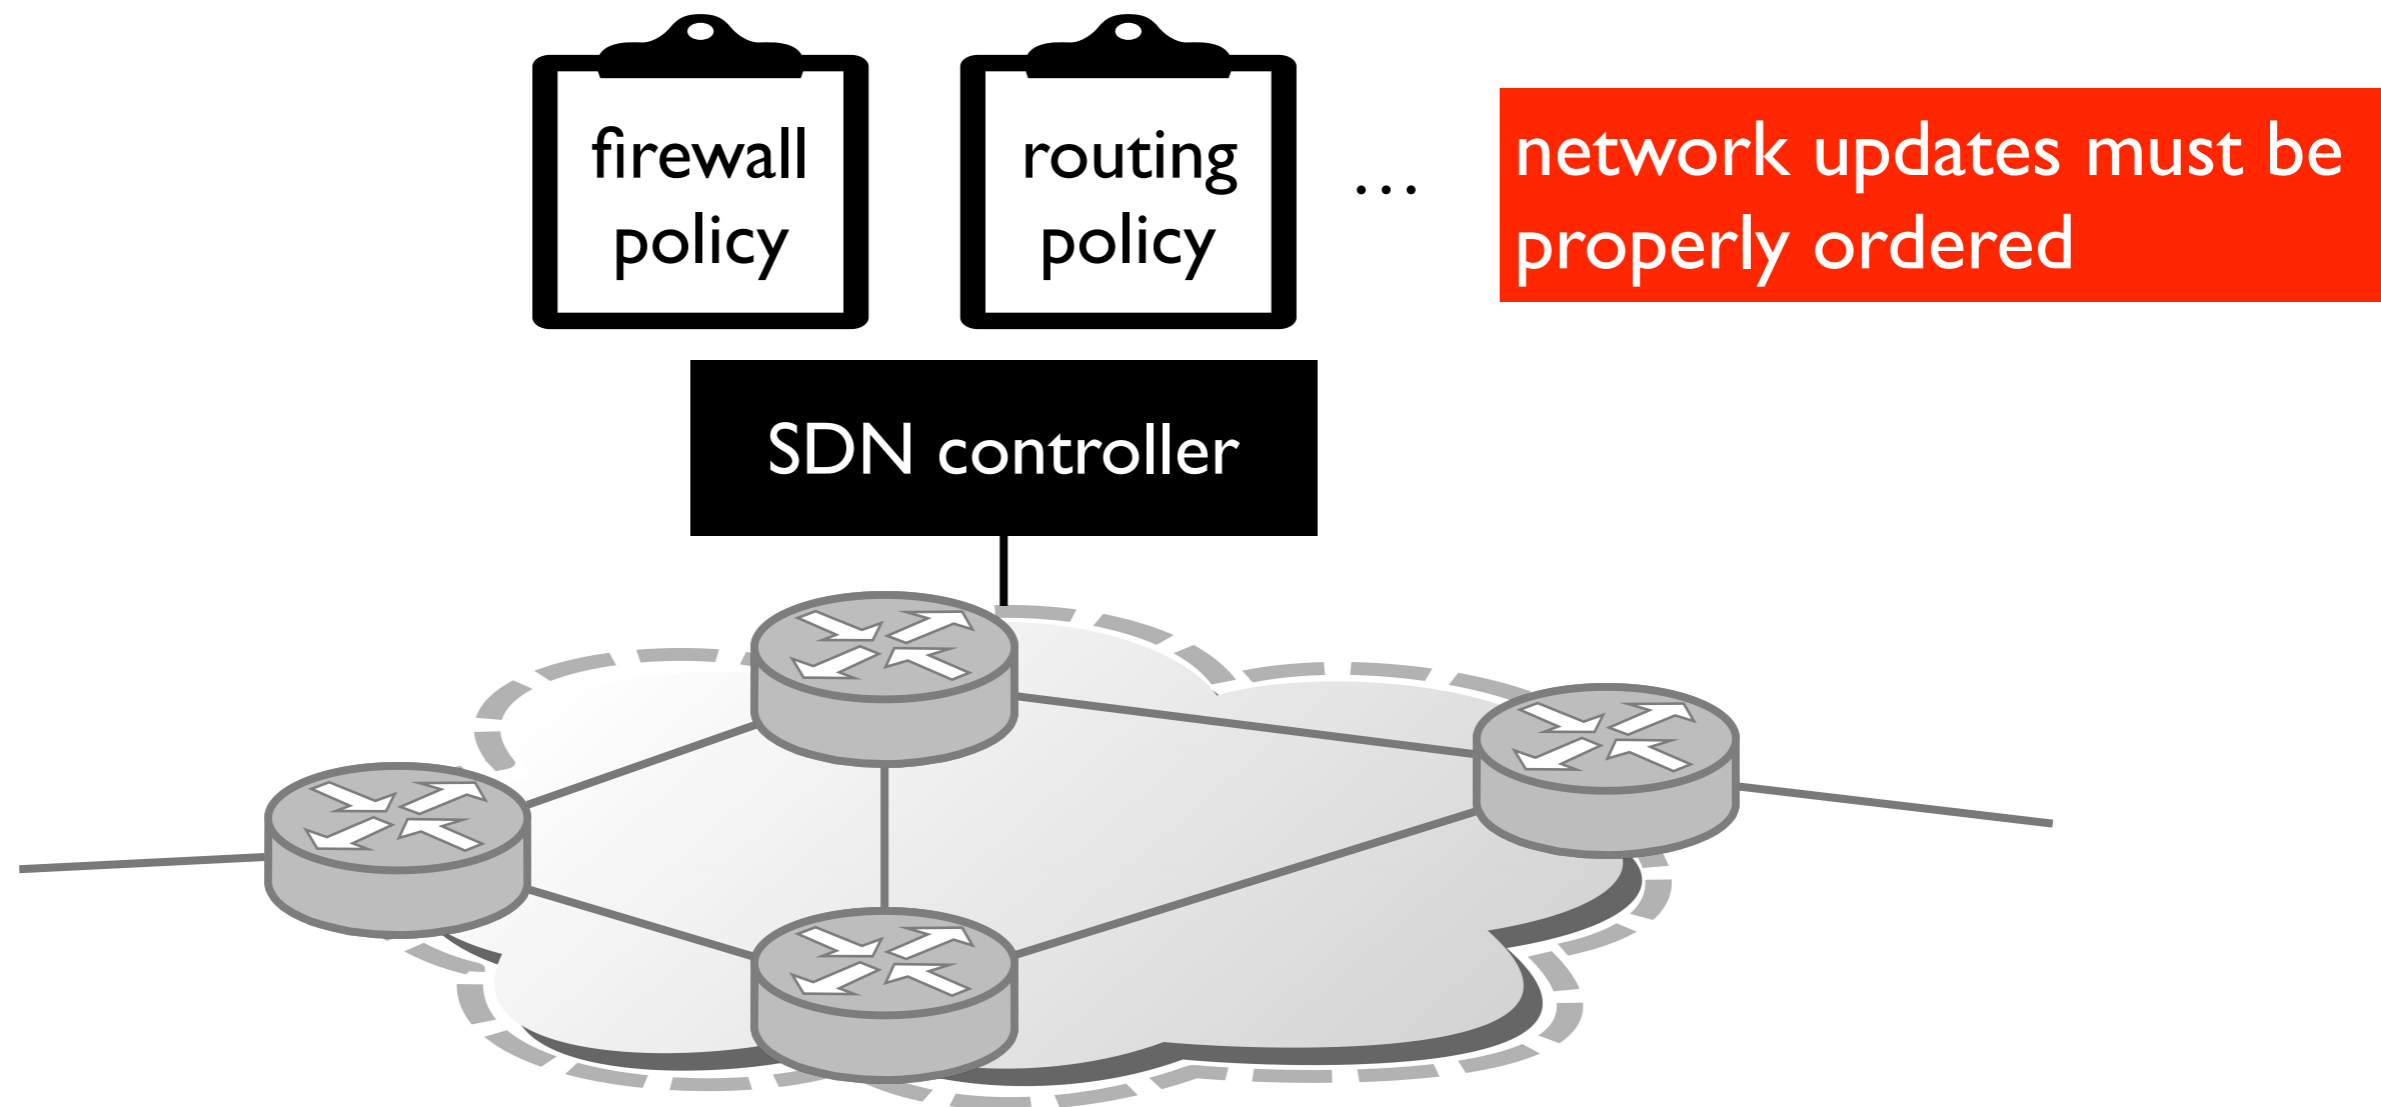 firewall
policy
routing
policy
…
network updates must be
properly ordered
SDN controller